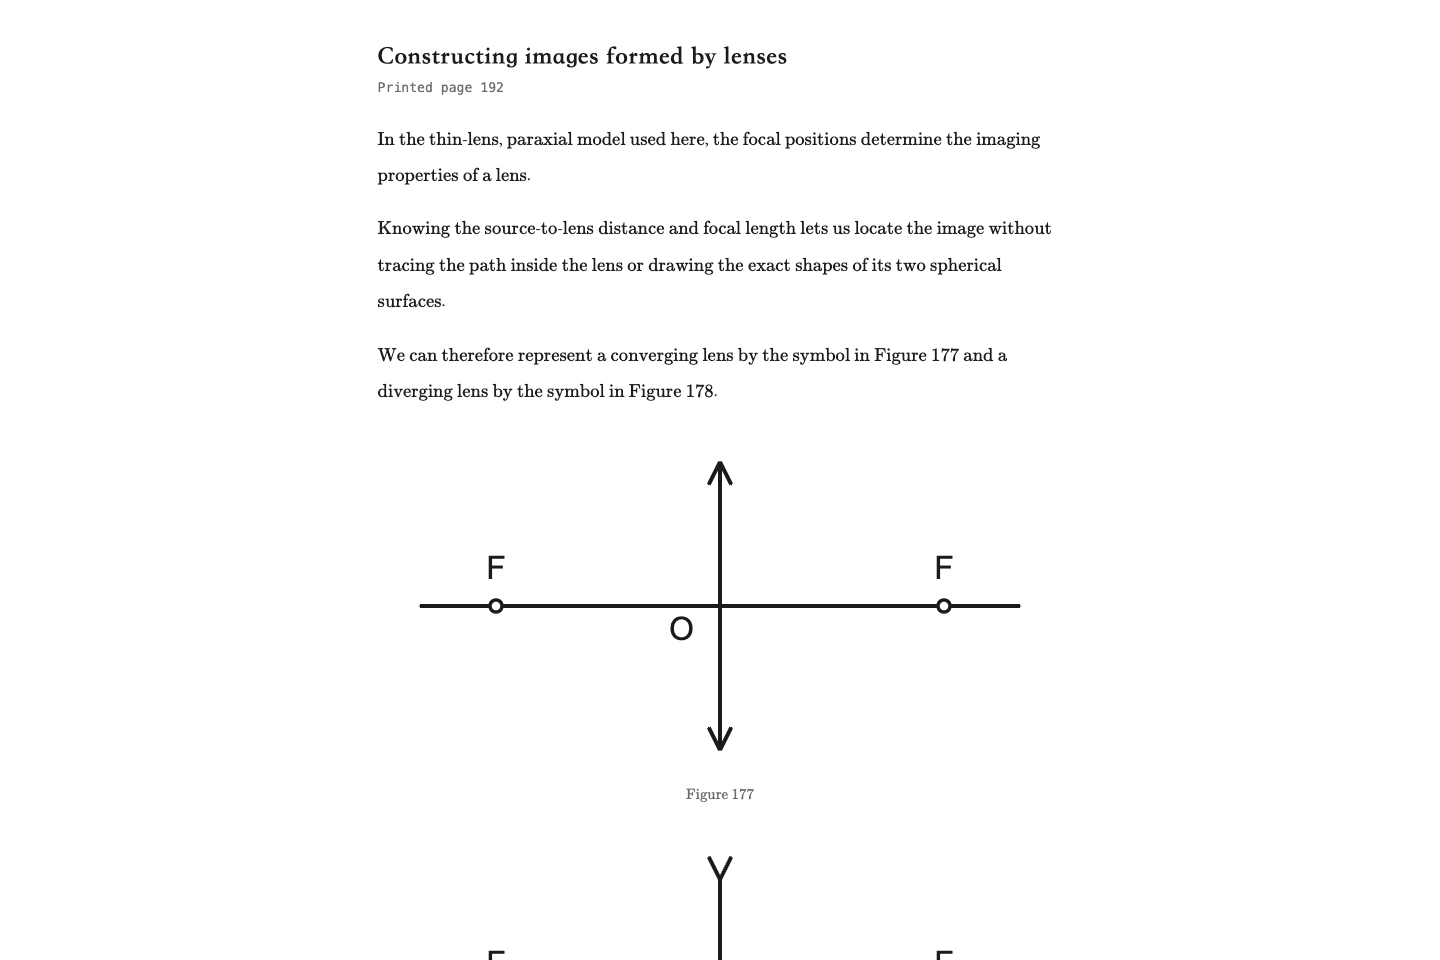 Constructing images formed by lenses
Printed page 192
In the thin-lens, paraxial model used here, the focal positions determine the imaging
properties of a lens.
Knowing the source-to-lens distance and focal length lets us locate the image without
tracing the path inside the lens or drawing the exact shapes of its two spherical
surfaces.
We can therefore represent a converging lens by the symbol in Figure 177 and a
diverging lens by the symbol in Figure 178.
F F
O
Figure 177
F F